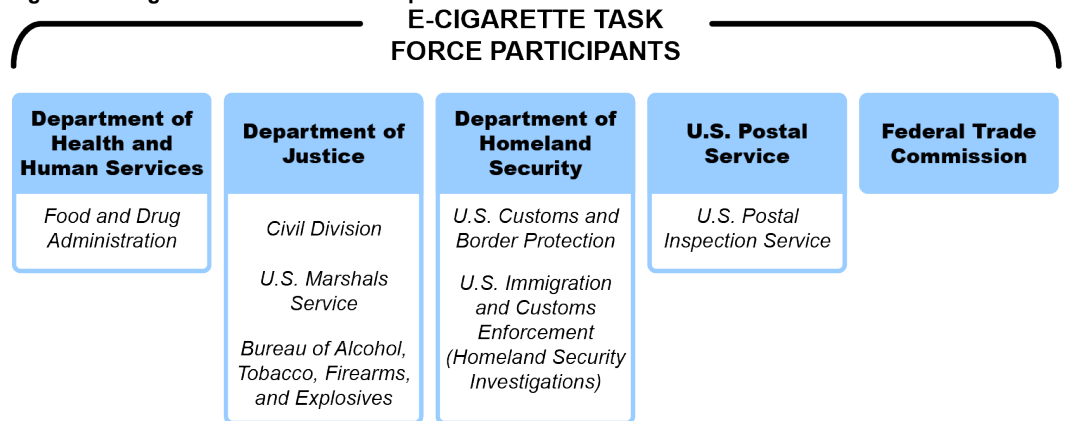 E-CIGARETTE TASK
FORCE PARTICIPANTS
Department of
Health and
Human Services
Food and Drug
Administration
Department of
Justice
Civil Division
U.S. Marshals
Service
Bureau of Alcohol,
Tobacco, Firearms,
and Explosives
Department of
Homeland
Security
U.S. Customs and
Border Protection
U.S. Immigration
and Customs
Enforcement
(Homeland Security
Investigations)
U.S. Postal
Service
U.S. Postal
Inspection Service
Federal Trade
Commission